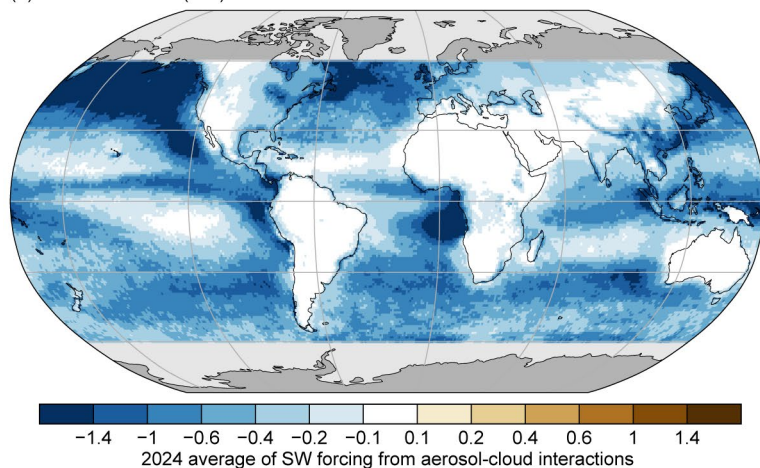 −1.4 −1 −0.6 −0.4 −0.2 −0.1 0.1 0.2 0.4 0.6 1 1.4
2024 average of SW forcing from aerosol-cloud interactions